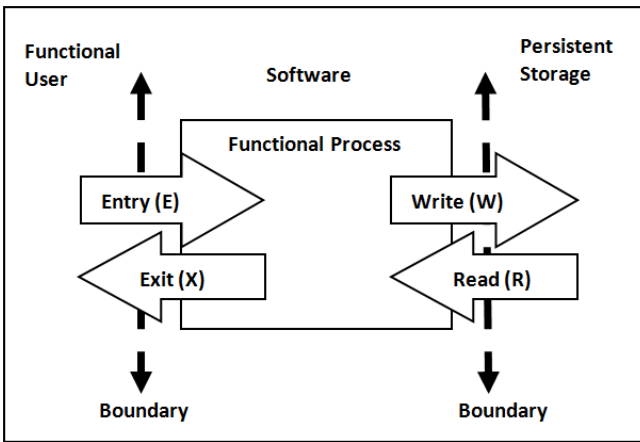 Functional
User
Software
Persistent
Storage
Functional Process
Entry (E)
Write (W)
Exit (X)
Read (R)
Boundary
Boundary